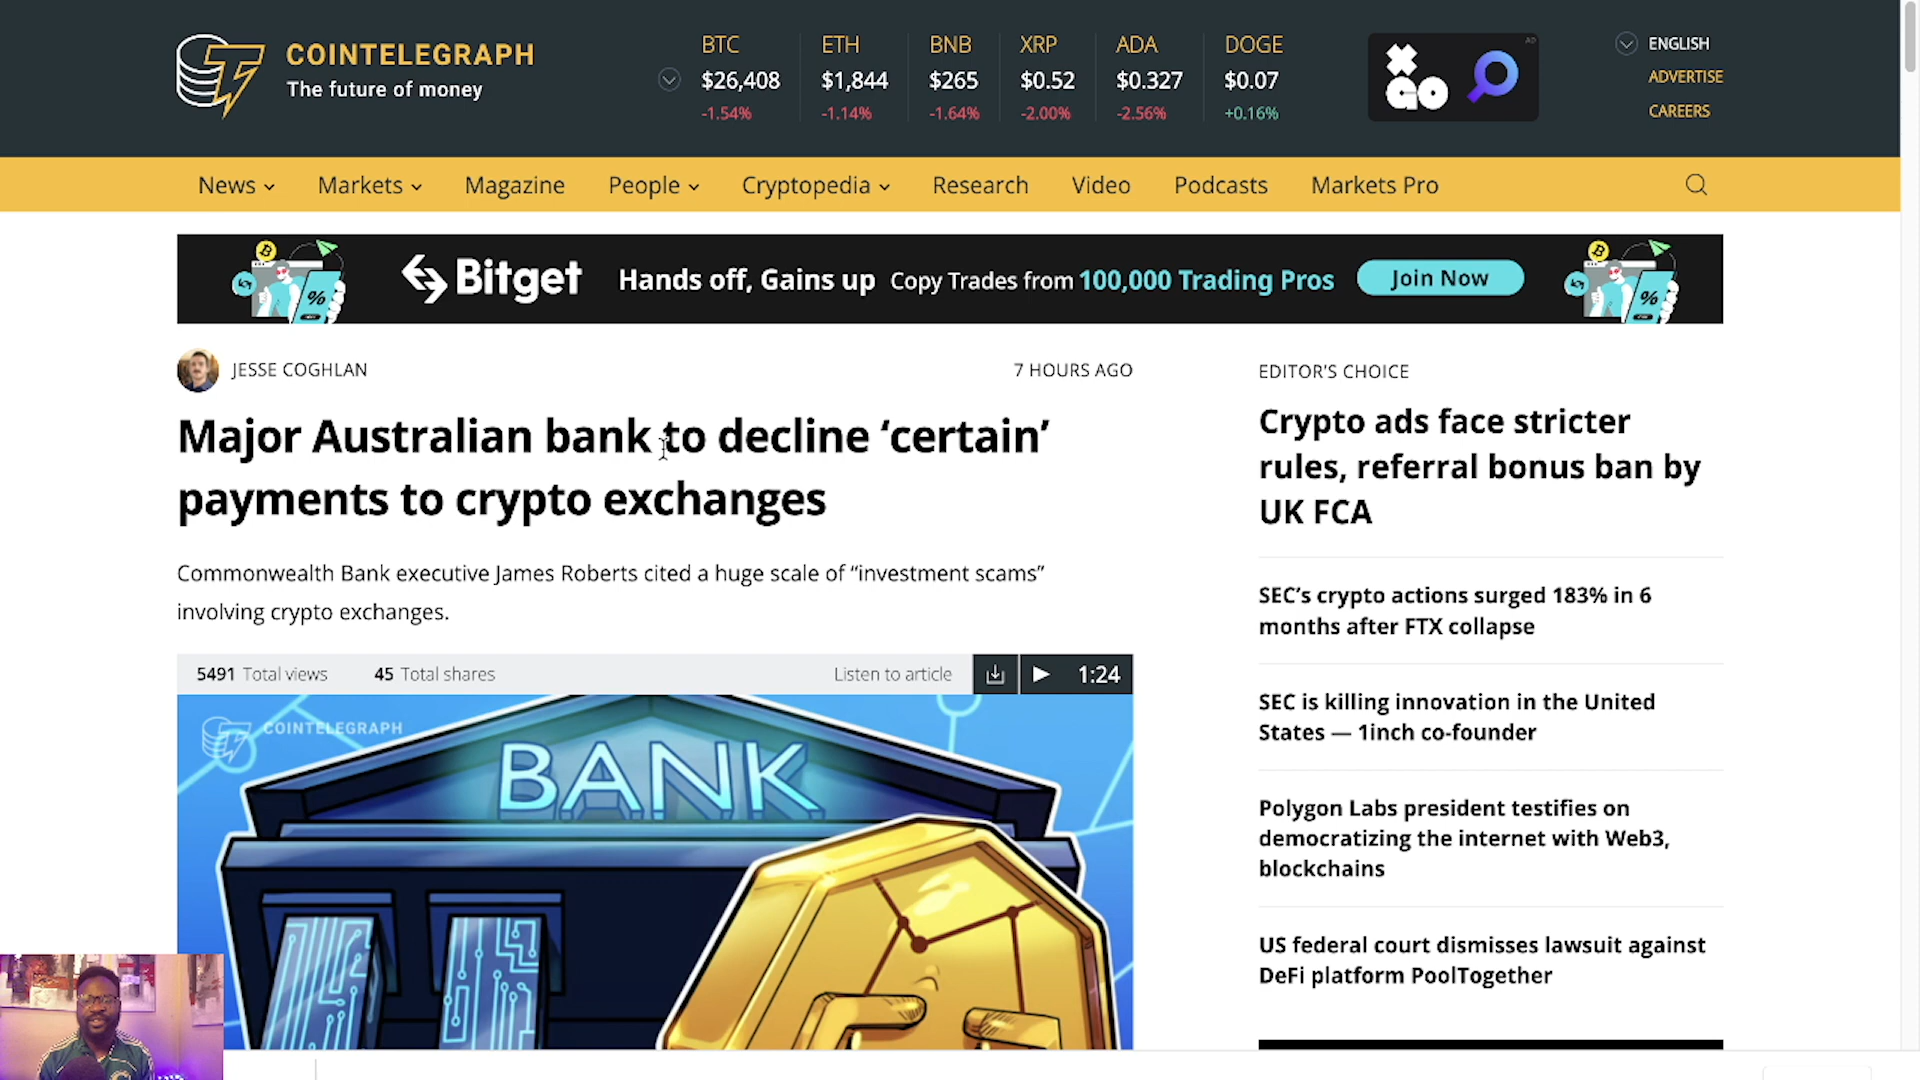 COINTELEGRAPH
The future of money
BTC
$26,408
-1.54%
ETH
$1,844
-1.14%
BNB
$265
-1.64%
XRP
$0.52
-2.00%
ADA
$0.327
-2.56%
DOGE
$0.07
+0.16%
XGO
AD
ENGLISH
ADVERTISE
CAREERS
News Markets Magazine People Cryptopedia Research Video Podcasts Markets Pro
Bitget Hands off, Gains up Copy Trades from 100,000 Trading Pros Join Now
JESSE COGHLAN
7 HOURS AGO
Major Australian bank to decline ‘certain’
payments to crypto exchanges
Commonwealth Bank executive James Roberts cited a huge scale of “investment scams”
involving crypto exchanges.
5491 Total views 45 Total shares Listen to article 1:24
COINTELEGRAPH
BANK
EDITOR'S CHOICE
Crypto ads face stricter
rules, referral bonus ban by
UK FCA
SEC’s crypto actions surged 183% in 6
months after FTX collapse
SEC is killing innovation in the United
States — 1inch co-founder
Polygon Labs president testifies on
democratizing the internet with Web3,
blockchains
US federal court dismisses lawsuit against
DeFi platform PoolTogether